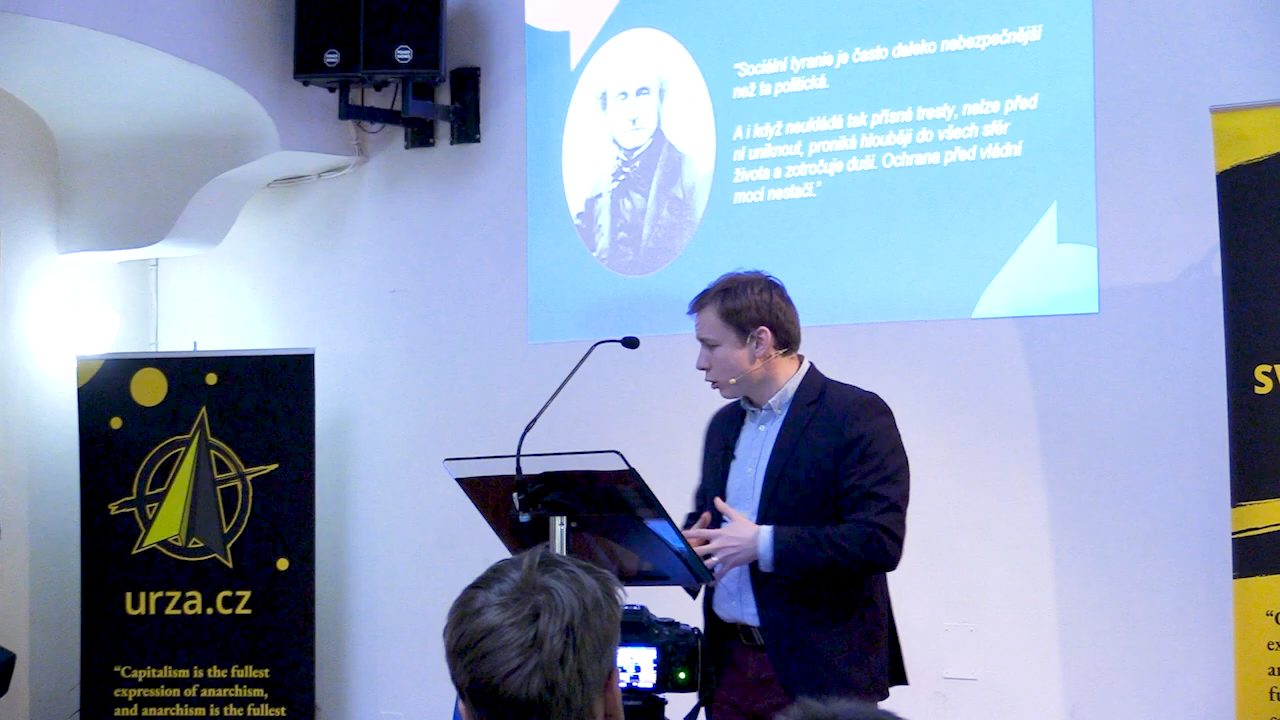 “Sociální tyranie je často daleko nebezpečnější
než ta politická.
A i když neukládá tak přísné tresty, nelze před
ní uniknout, proniká hlouběji do všech sfér
života a zotročuje duši. Ochrana před vládní
mocí nestačí.”
urza.cz
“Capitalism is the fullest
expression of anarchism,
and anarchism is the fullest